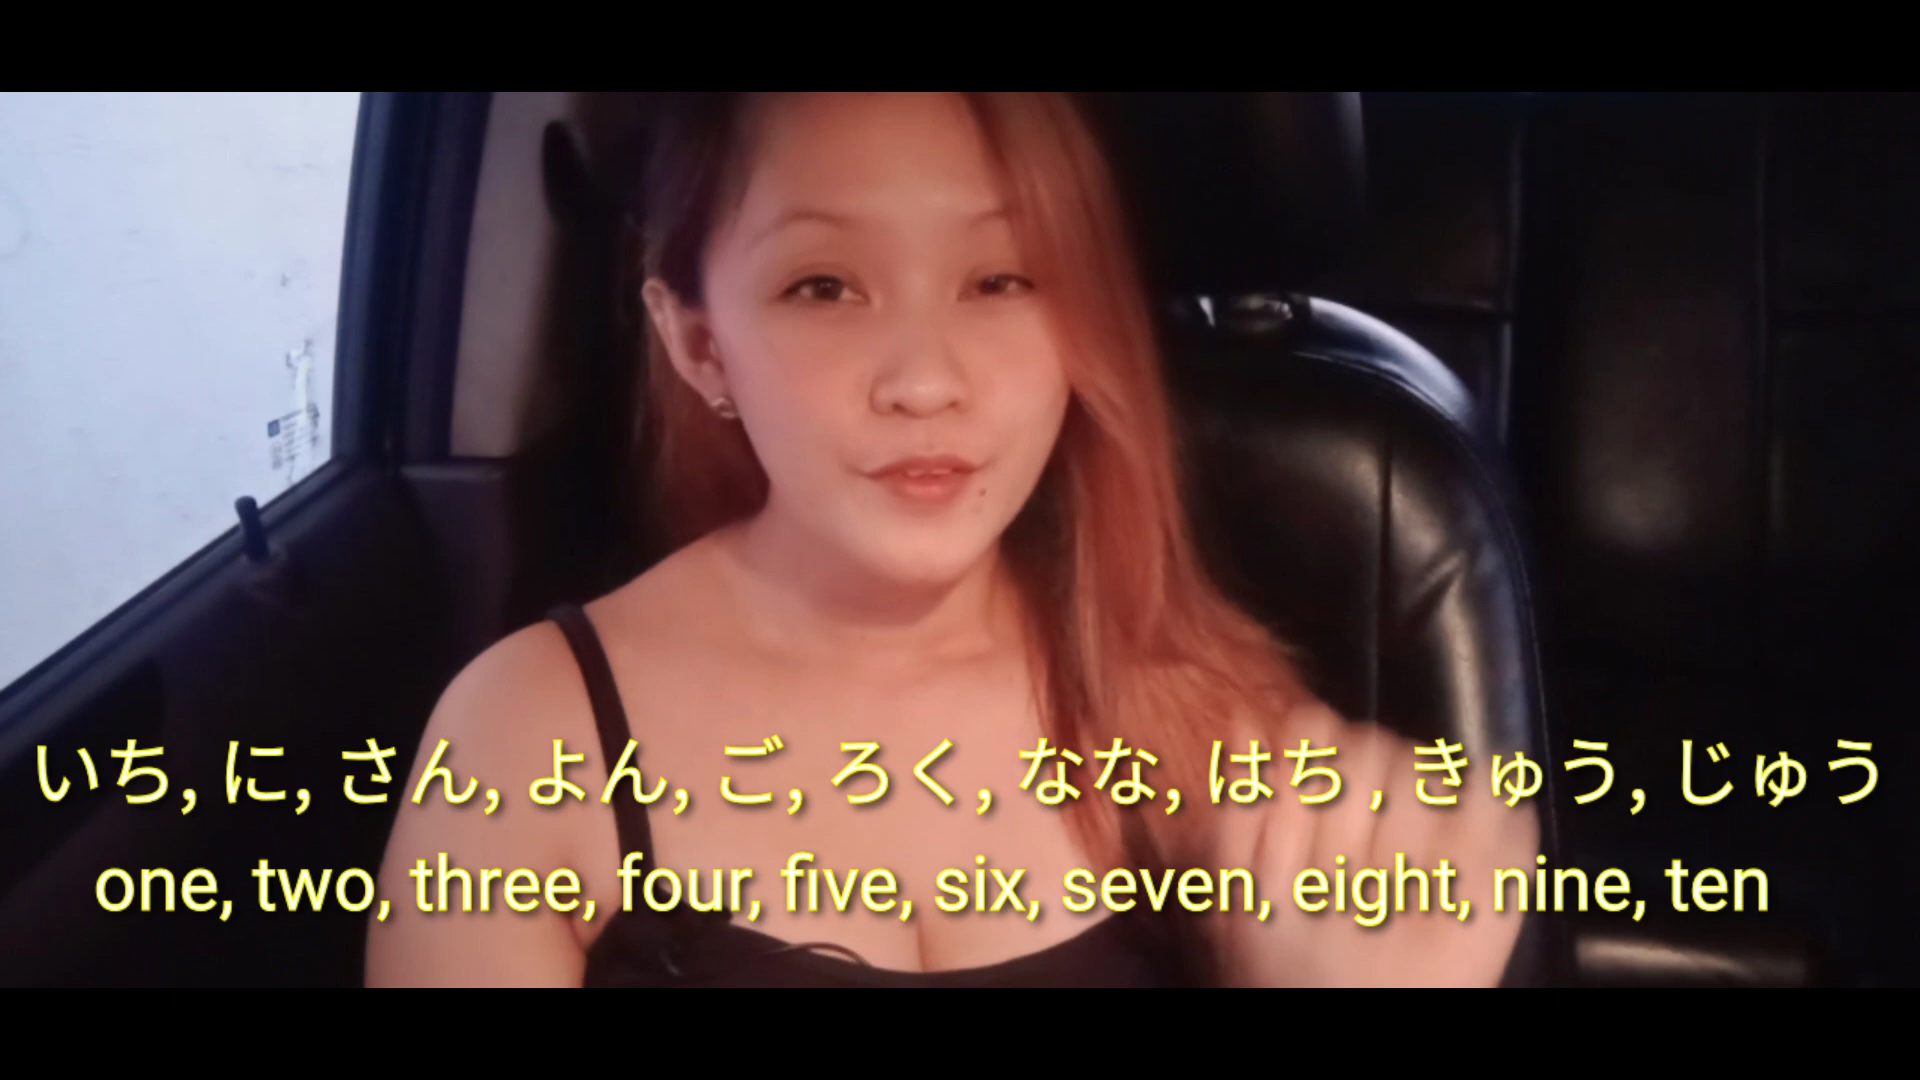 いち, に, さん, よん, ご, ろく, なな, はち , きゅう, じゅう
one, two, three, four, five, six, seven, eight, nine, ten